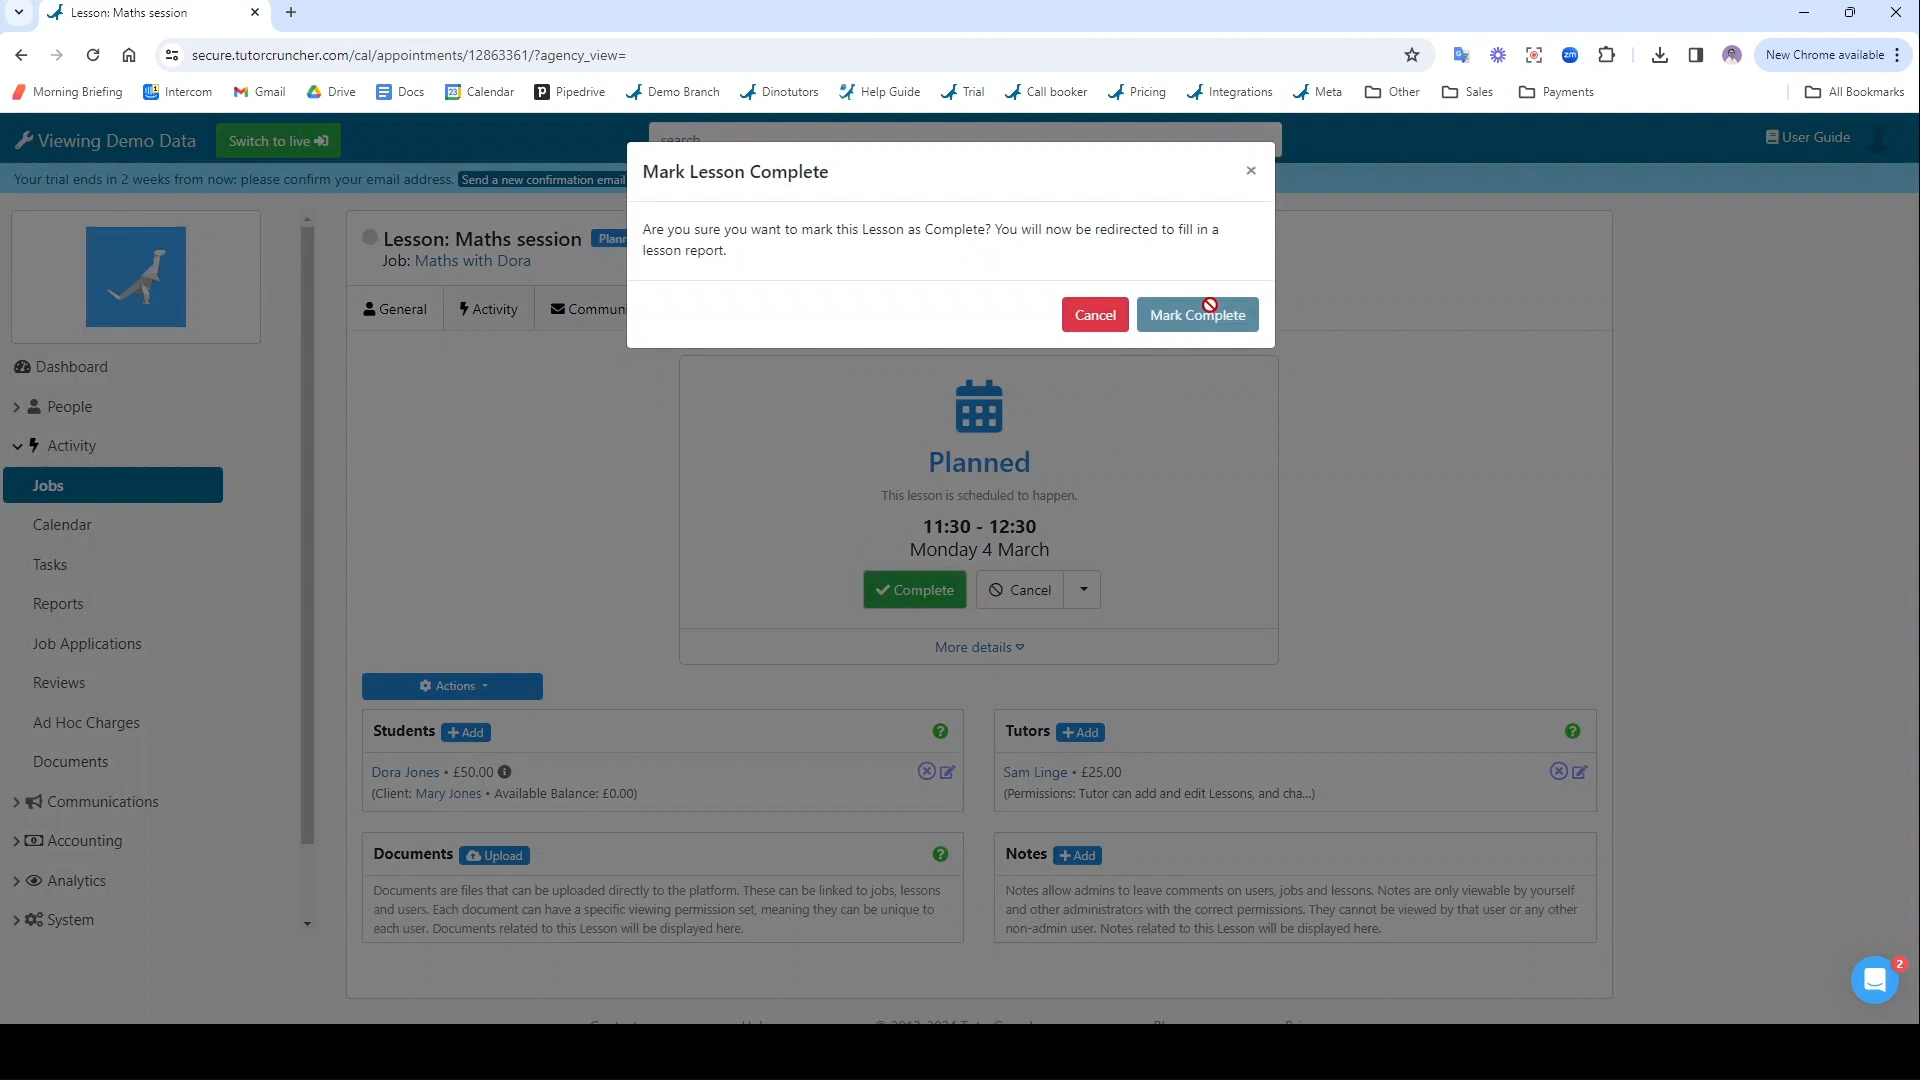 Lesson: Maths session
secure.tutorcruncher.com/cal/appointments/12863361/?agency_view=
zm
New Chrome available
Morning Briefing
Intercom
Gmail
Drive
Docs
23 Calendar
Pipedrive
Demo Branch
Dinotutors
Help Guide
Trial
Call booker
Pricing
Integrations
Meta
Other
Sales
Payments
All Bookmarks
Viewing Demo Data
Switch to live
search
User Guide
Your trial ends in 2 weeks from now: please confirm your email address. Send a new confirmation email
Mark Lesson Complete
×
Are you sure you want to mark this Lesson as Complete? You will now be redirected to fill in a
lesson report.
Cancel
Mark Complete
Lesson: Maths session
Job: Maths with Dora
General
Activity
Dashboard
People
Activity
Jobs
Calendar
Tasks
Reports
Job Applications
Reviews
Ad Hoc Charges
Documents
Communications
Accounting
Analytics
System
Planned
This lesson is scheduled to happen.
11:30 - 12:30
Monday 4 March
Complete
Cancel
More details
Actions
Students + Add
?
Dora Jones • £50.00
(Client: Mary Jones • Available Balance: £0.00)
Tutors + Add
?
Sam Linge • £25.00
(Permissions: Tutor can add and edit Lessons, and cha...)
Documents Upload
?
Documents are files that can be uploaded directly to the platform. These can be linked to jobs, lessons
and users. Each document can have a specific viewing permission set, meaning they can be unique to
each user. Documents related to this Lesson will be displayed here.
Notes + Add
Notes allow admins to leave comments on users, jobs and lessons. Notes are only viewable by yourself
and other administrators with the correct permissions. They cannot be viewed by that user or any other
non-admin user. Notes related to this Lesson will be displayed here.
2